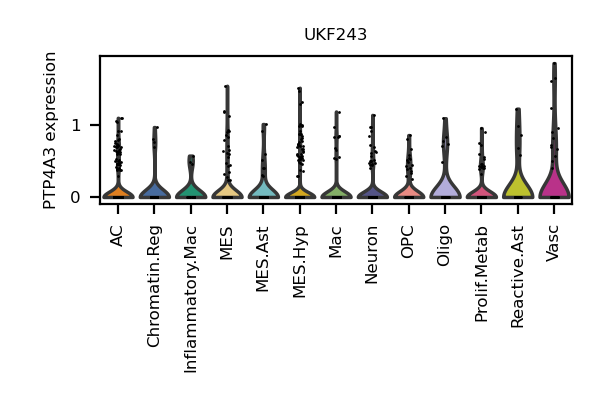 UKF243
PTP4A3 expression
1
0
AC
Chromatin.Reg
Inflammatory.Mac
MES
MES.Ast
MES.Hyp
Mac
Neuron
OPC
Oligo
Prolif.Metab
Reactive.Ast
Vasc